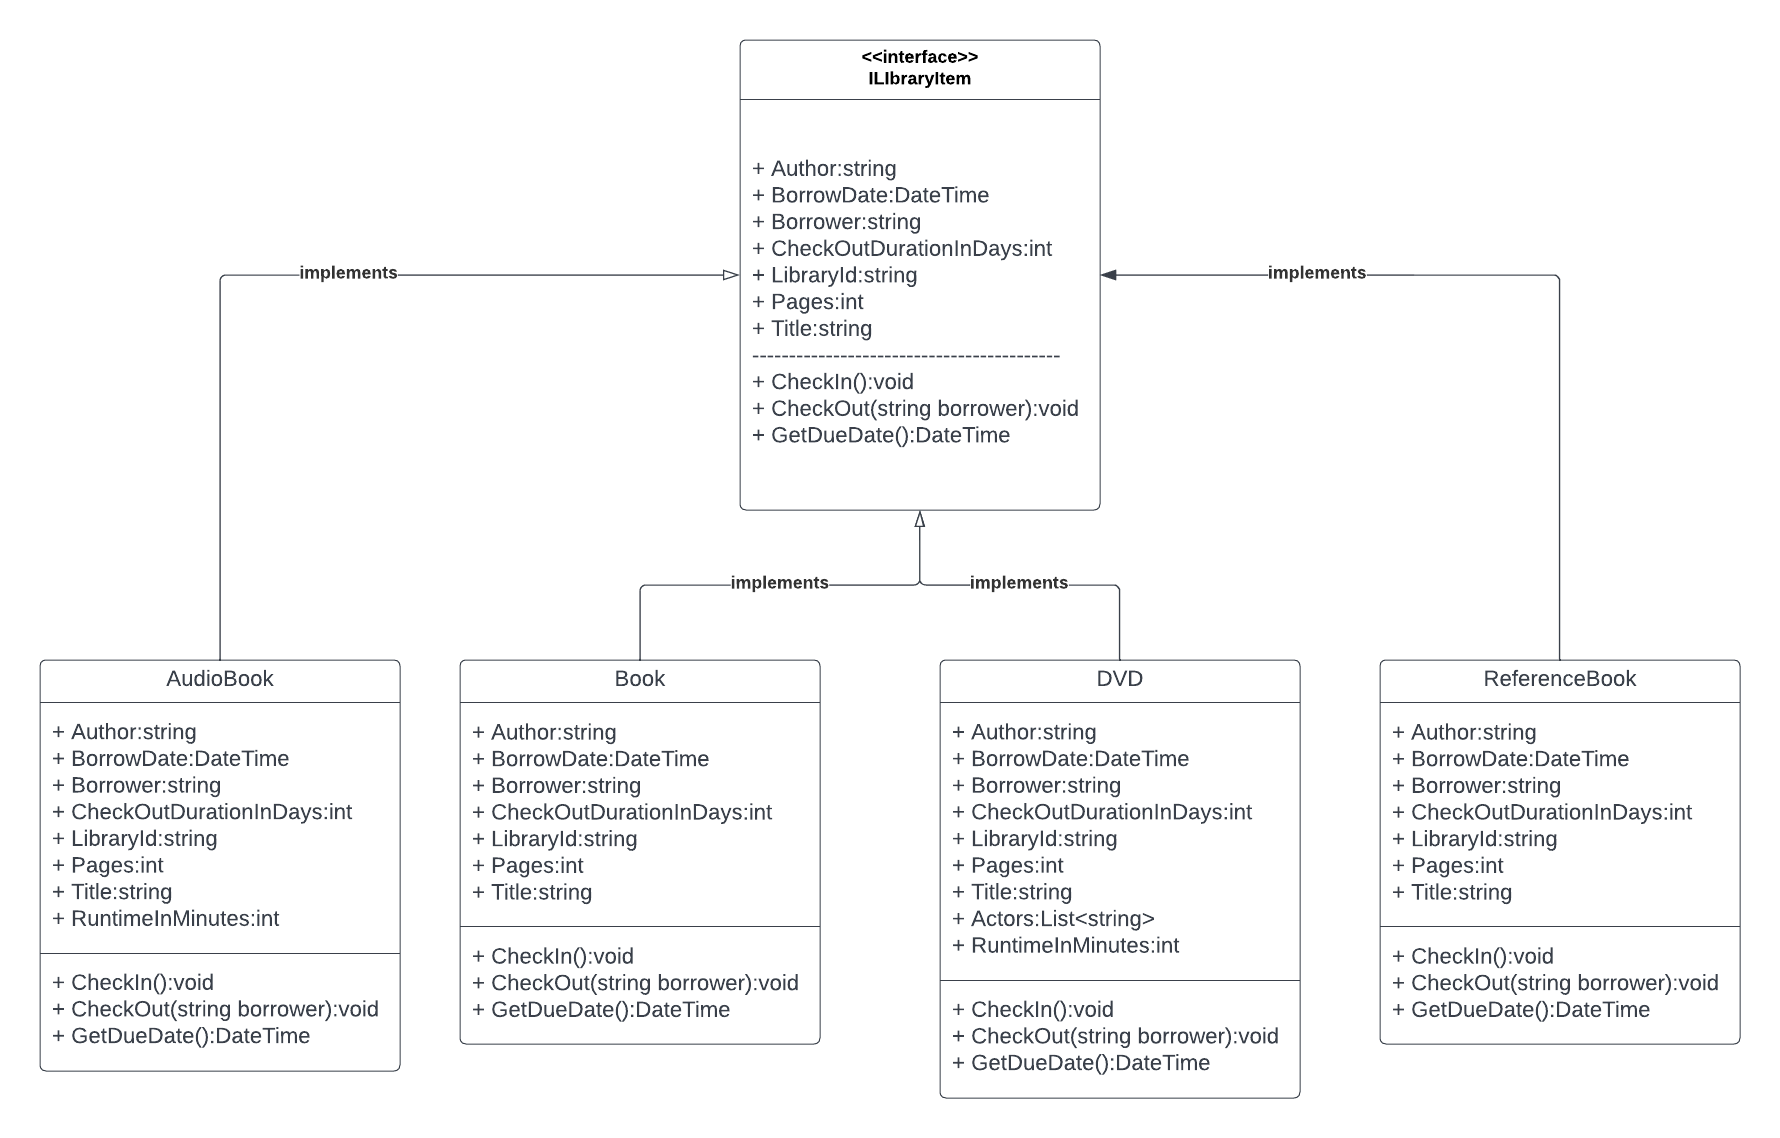 <<interface>>
ILIbraryItem
+ Author:string
+ BorrowDate:DateTime
+ Borrower:string
+ CheckOutDurationInDays:int
+ LibraryId:string
+ Pages:int
+ Title:string
------------------------------------------
+ CheckIn():void
+ CheckOut(string borrower):void
+ GetDueDate():DateTime
implements
implements
implements
implements
AudioBook
+ Author:string
+ BorrowDate:DateTime
+ Borrower:string
+ CheckOutDurationInDays:int
+ LibraryId:string
+ Pages:int
+ Title:string
+ RuntimeInMinutes:int
+ CheckIn():void
+ CheckOut(string borrower):void
+ GetDueDate():DateTime
Book
+ Author:string
+ BorrowDate:DateTime
+ Borrower:string
+ CheckOutDurationInDays:int
+ LibraryId:string
+ Pages:int
+ Title:string
+ CheckIn():void
+ CheckOut(string borrower):void
+ GetDueDate():DateTime
DVD
+ Author:string
+ BorrowDate:DateTime
+ Borrower:string
+ CheckOutDurationInDays:int
+ LibraryId:string
+ Pages:int
+ Title:string
+ Actors:List<string>
+ RuntimeInMinutes:int
+ CheckIn():void
+ CheckOut(string borrower):void
+ GetDueDate():DateTime
ReferenceBook
+ Author:string
+ BorrowDate:DateTime
+ Borrower:string
+ CheckOutDurationInDays:int
+ LibraryId:string
+ Pages:int
+ Title:string
+ CheckIn():void
+ CheckOut(string borrower):void
+ GetDueDate():DateTime